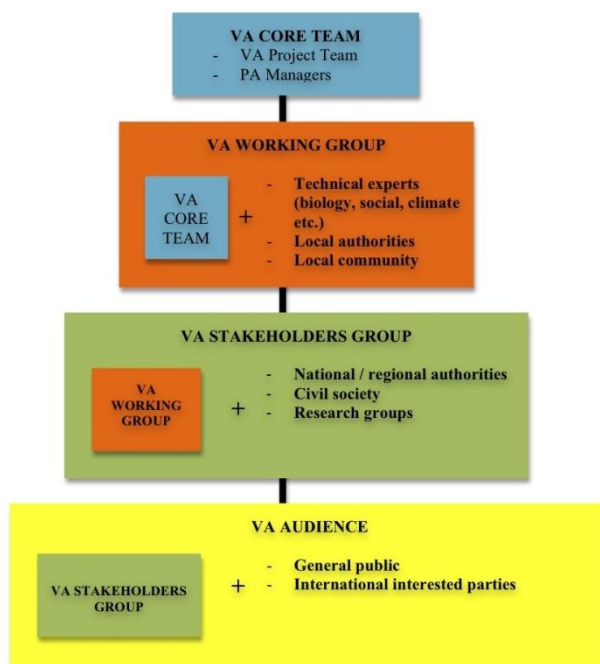 VA CORE TEAM
- VA Project Team
- PA Managers
VA WORKING GROUP
VA
CORE
TEAM
+
- Technical experts
(biology, social, climate
etc.)
- Local authorities
- Local community
VA STAKEHOLDERS GROUP
VA
WORKING
GROUP
+
- National / regional authorities
- Civil society
- Research groups
VA AUDIENCE
VA STAKEHOLDERS
GROUP
+
- General public
- International interested parties